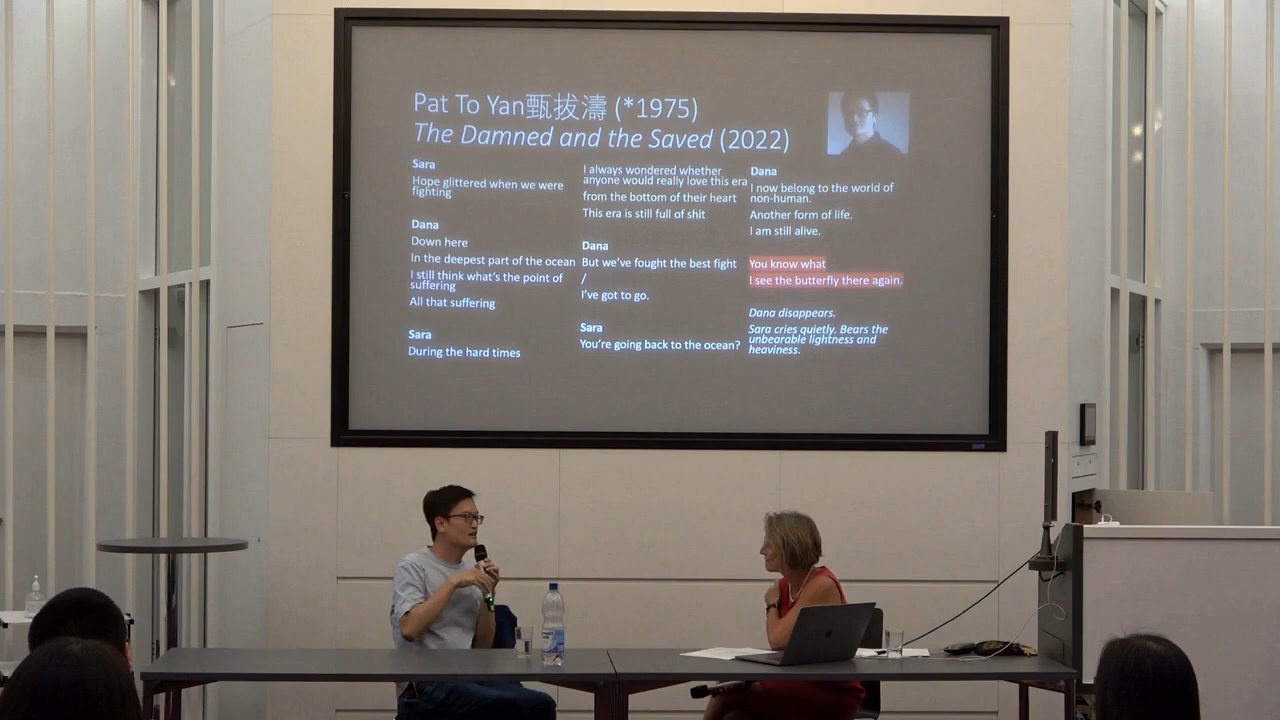 Pat To Yan甄拔濤 (*1975)
The Damned and the Saved (2022)
Sara
Hope glittered when we were
fighting
Dana
Down here
In the deepest part of the ocean
I still think what's the point of
suffering
All that suffering
Sara
During the hard times
I always wondered whether
anyone would really love this era
from the bottom of their heart
This era is still full of shit
Dana
But we've fought the best fight
/
I've got to go.
Sara
You're going back to the ocean?
Dana
I now belong to the world of
non-human.
Another form of life.
I am still alive.
You know what
I see the butterfly there again.
Dana disappears.
Sara cries quietly. Bears the
unbearable lightness and
heaviness.